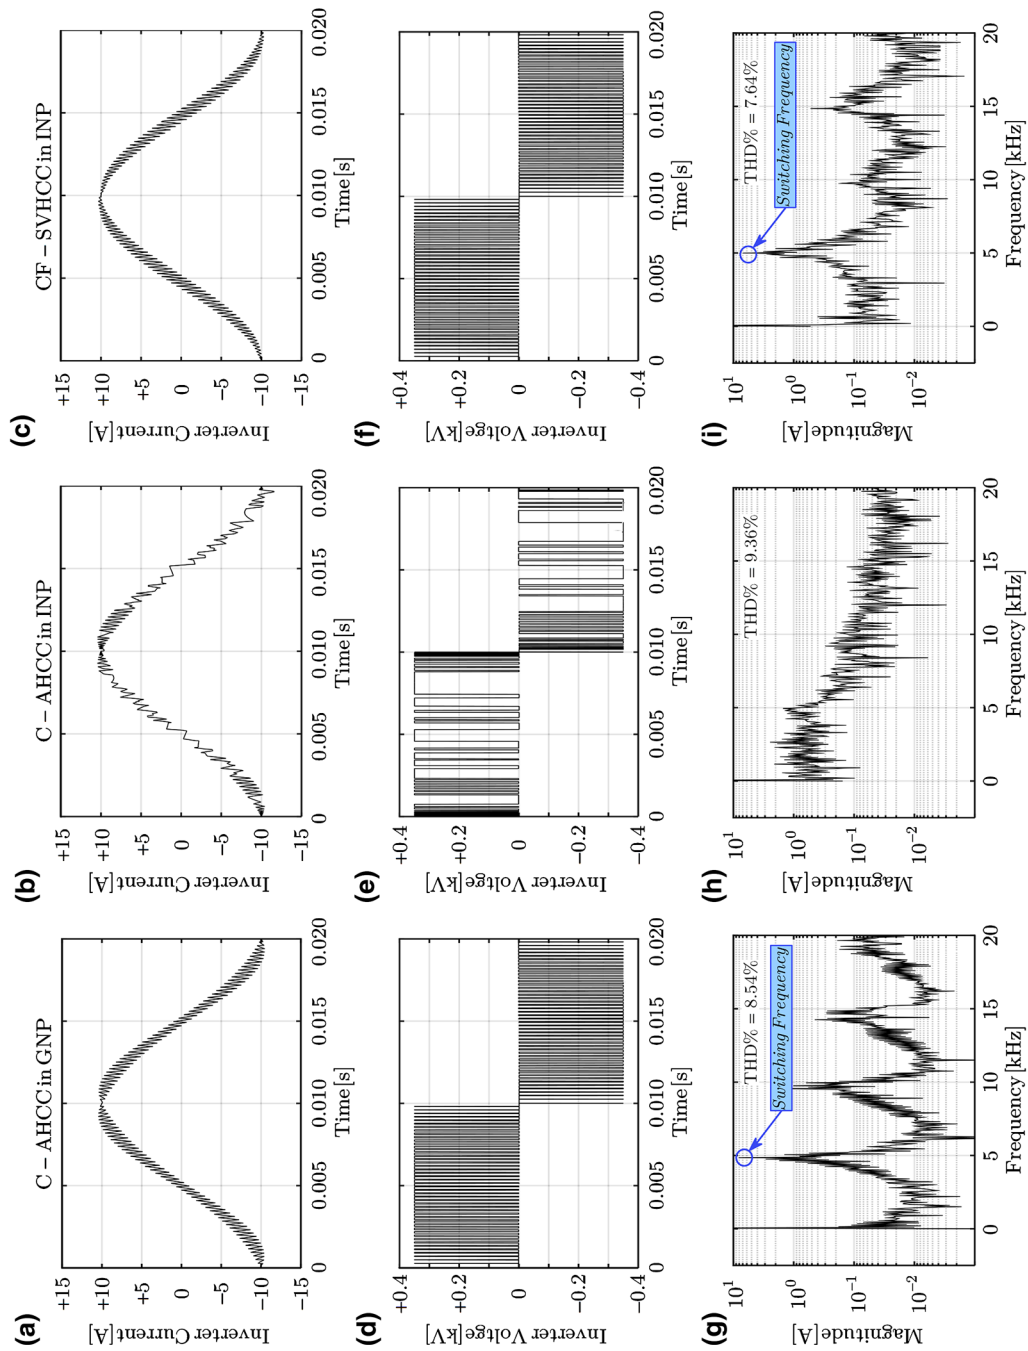 (a)
C – AHCC in GNP
Inverter Current[A]
+15
+10
+5
0
−5
−10
−15
0
0.005
0.010
0.015
0.020
Time[s]
(b)
C – AHCC in INP
Inverter Current[A]
+15
+10
+5
0
−5
−10
−15
0
0.005
0.010
0.015
0.020
Time[s]
(c)
CF – SVHCC in INP
Inverter Current[A]
+15
+10
+5
0
−5
−10
−15
0
0.005
0.010
0.015
0.020
Time[s]
(d)
Inverter Voltge[kV]
+0.4
+0.2
0
−0.2
−0.4
0
0.005
0.010
0.015
0.020
Time[s]
(e)
Inverter Voltge[kV]
+0.4
+0.2
0
−0.2
−0.4
0
0.005
0.010
0.015
0.020
Time[s]
(f)
Inverter Voltge[kV]
+0.4
+0.2
0
−0.2
−0.4
0
0.005
0.010
0.015
0.020
Time[s]
(g)
Magnitude[A]
10¹
10⁰
10⁻¹
10⁻²
THD% = 8.54%
Switching Frequency
0
5
10
15
20
Frequency[kHz]
(h)
Magnitude[A]
10¹
10⁰
10⁻¹
10⁻²
THD% = 9.36%
0
5
10
15
20
Frequency[kHz]
(i)
Magnitude[A]
10¹
10⁰
10⁻¹
10⁻²
THD% = 7.64%
Switching Frequency
0
5
10
15
20
Frequency[kHz]